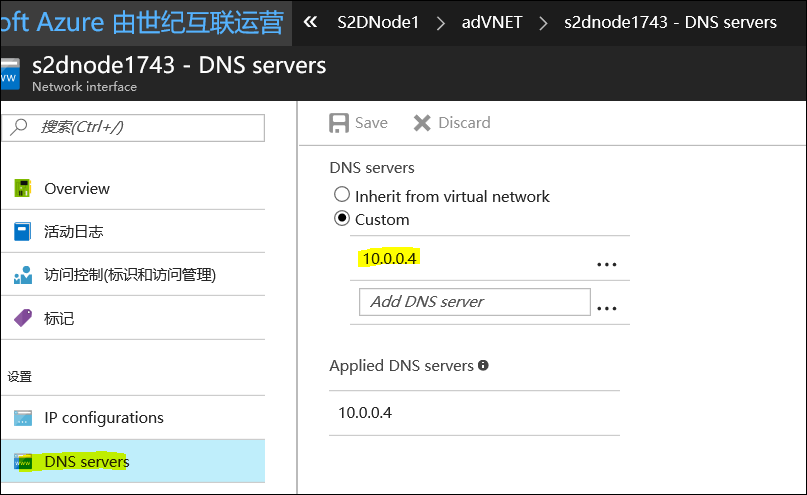 oft Azure 由世纪互联运营 « S2DNode1 > adVNET > s2dnode1743 - DNS servers
s2dnode1743 - DNS servers
Network interface
www
搜索(Ctrl+/)
Save Discard
Overview
活动日志
访问控制(标识和访问管理)
标记
设置
IP configurations
DNS servers
DNS servers
Inherit from virtual network
Custom
10.0.0.4 ...
Add DNS server ...
Applied DNS servers
10.0.0.4